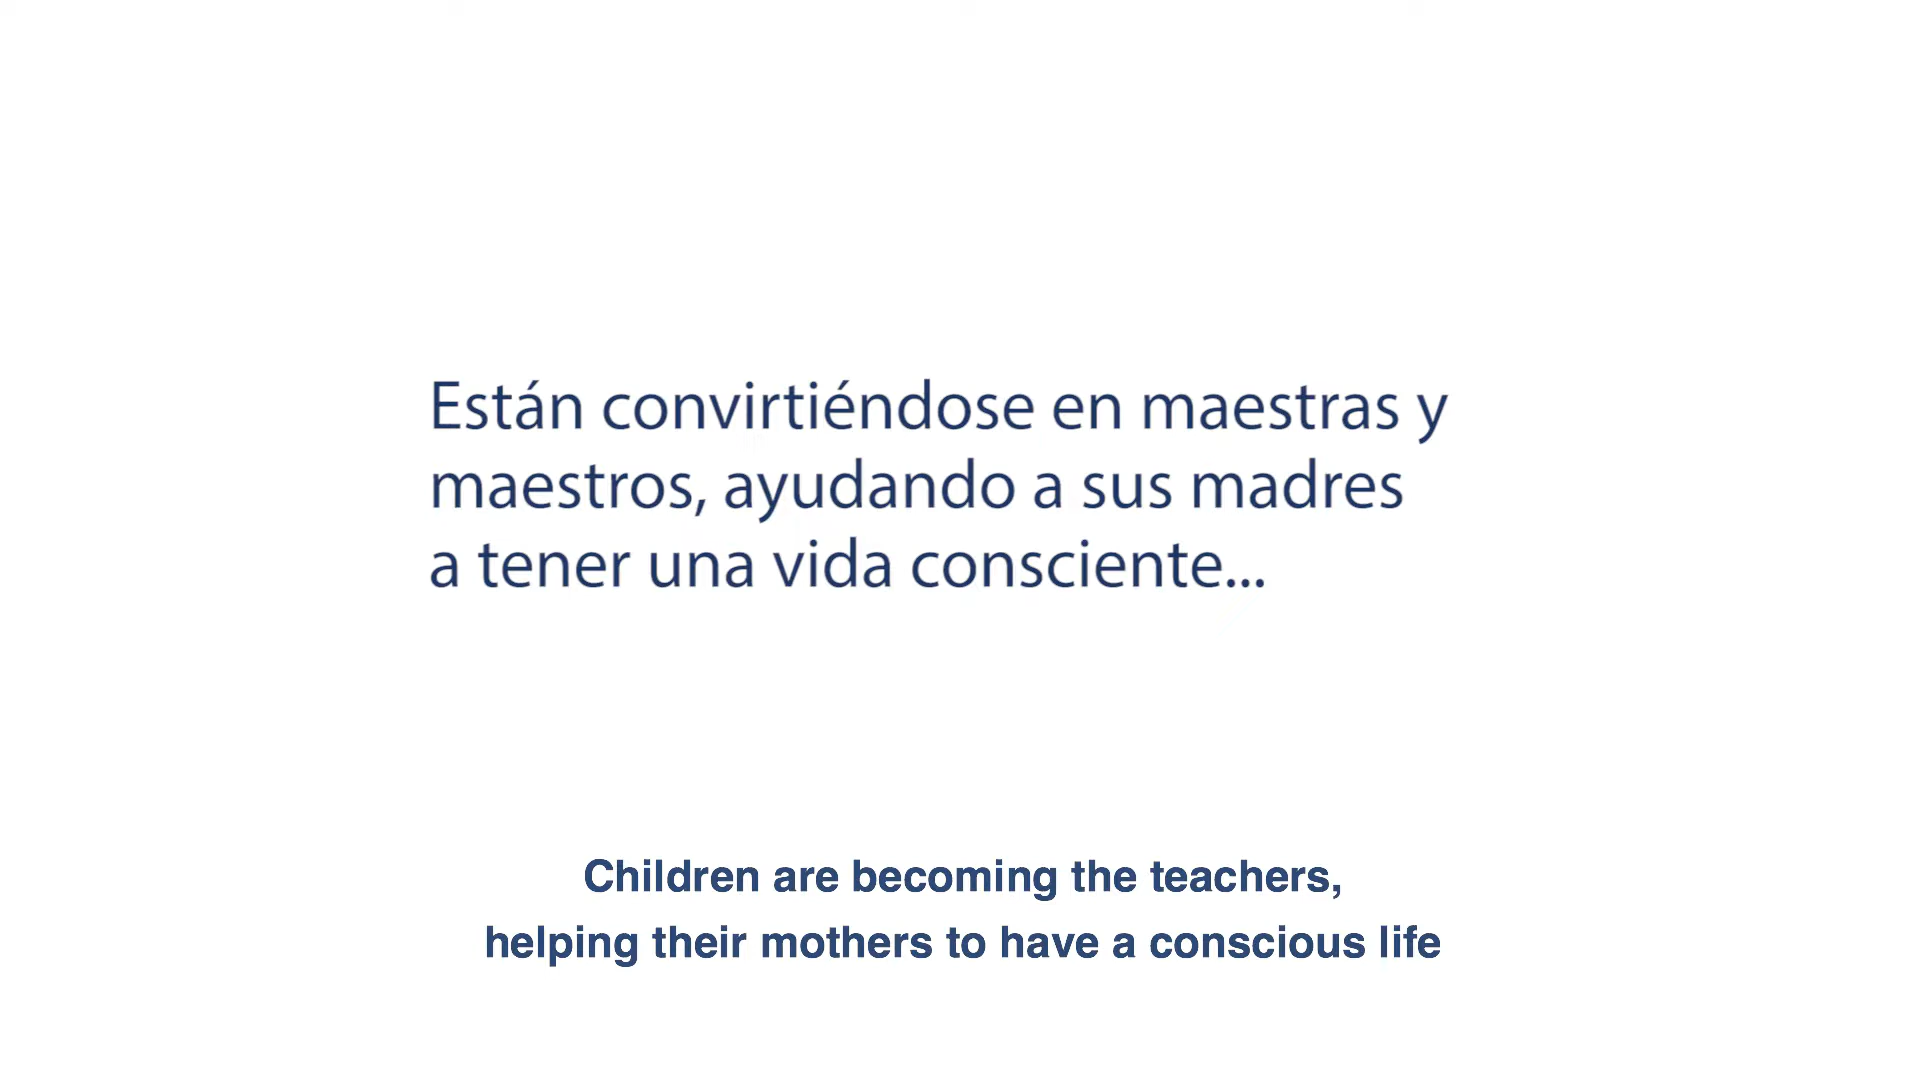 Están convirtiéndose en maestras y
maestros, ayudando a sus madres
a tener una vida consciente...
Children are becoming the teachers,
helping their mothers to have a conscious life